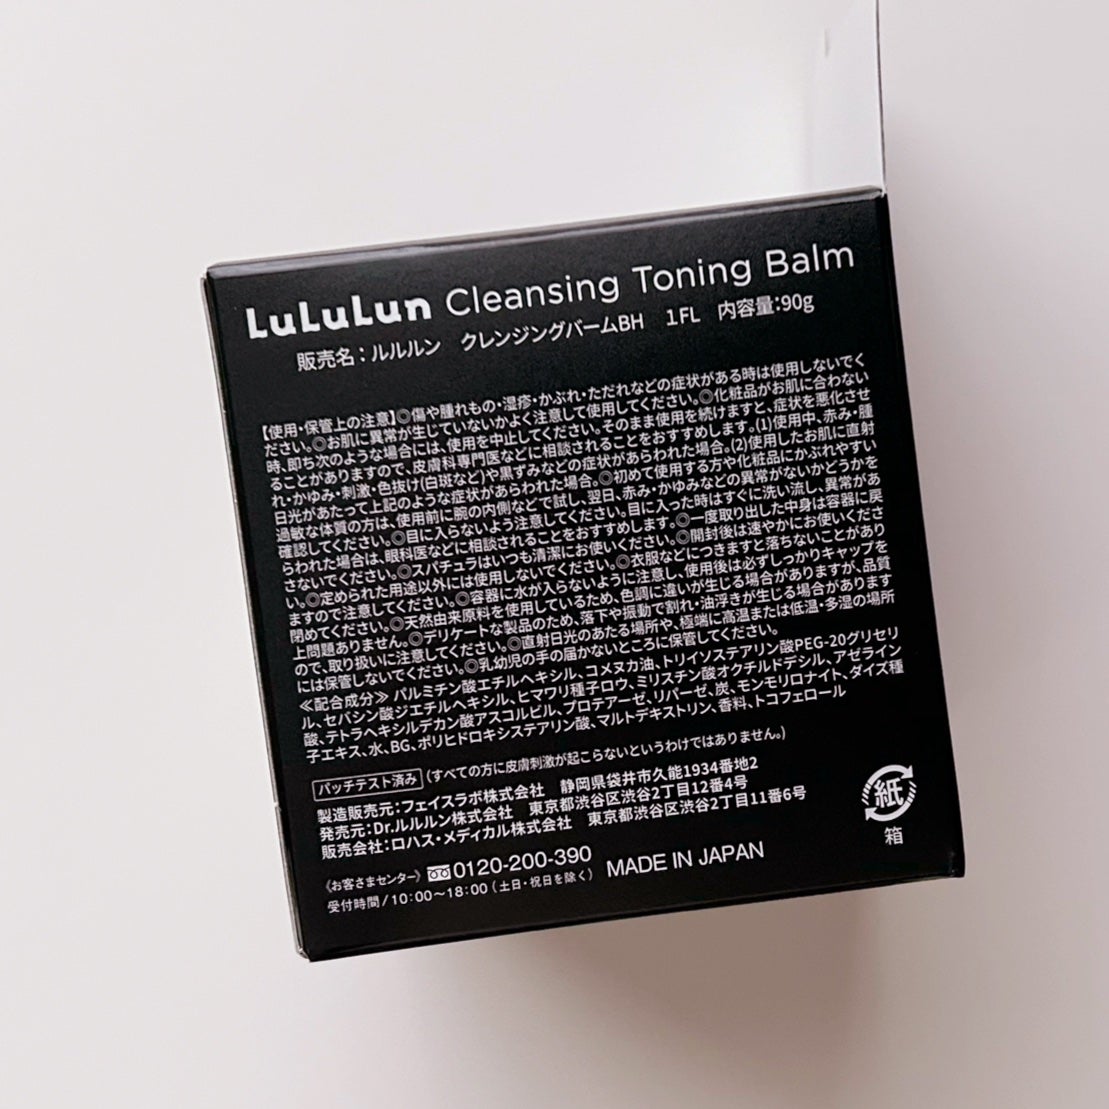 LuLuLun Cleansing Toning Balm
販売名：ルルルン クレンジングバームBH 1FL 内容量：90g
【使用・保管上の注意】◎傷や腫れもの・湿疹・かぶれ・ただれなどの症状がある時は使用しないでく
ださい。◎お肌に異常が生じていないかよく注意して使用してください。◎化粧品がお肌に合わない
時、即ち次のような場合には、使用を中止してください。そのまま使用を続けますと、症状を悪化させ
ることがありますので、皮膚科専門医などに相談されることをおすすめします。(1)使用中、赤み・腫
れ・かゆみ・刺激・色抜け(白斑など)や黒ずみなどの症状があらわれた場合。(2)使用したお肌に直射
日光があたって上記のような症状があらわれた場合。◎初めて使用する方や化粧品にかぶれやすい
過敏な体質の方は、使用前に腕の内側などで試し、翌日、赤み・かゆみなどの異常がないかどうかを
確認してください。◎目に入らないよう注意してください。目に入った時はすぐに洗い流し、異常があ
らわれた場合は、眼科医などに相談されることをおすすめします。◎一度取り出した中身は容器に戻
さないでください。◎スパチュラはいつも清潔にお使いください。◎開封後は速やかにお使いくださ
い。◎定められた用途以外には使用しないでください。◎衣服などにつきますと落ちないことがあり
ますので注意してください。◎容器に水が入らないように注意し、使用後は必ずしっかりキャップを
閉めてください。◎天然由来原料を使用しているため、色調に違いが生じる場合がありますが、品質
上問題ありません。◎デリケートな製品のため、落下や振動で割れ・油浮きが生じる場合があります
ので、取り扱いに注意してください。◎直射日光のあたる場所や、極端に高温または低温・多湿の場所
には保管しないでください。◎乳幼児の手の届かないところに保管してください。
≪配合成分≫ パルミチン酸エチルヘキシル、コメヌカ油、トリイソステアリン酸PEG-20グリセリ
ル、セバシン酸ジエチルヘキシル、ヒマワリ種子ロウ、ミリスチン酸オクチルドデシル、アゼライン
酸、テトラヘキシルデカン酸アスコルビル、プロテアーゼ、リパーゼ、炭、モンモリロナイト、ダイズ種
子エキス、水、BG、ポリヒドロキシステアリン酸、マルトデキストリン、香料、トコフェロール
パッチテスト済み (すべての方に皮膚刺激が起こらないというわけではありません。)
製造販売元：フェイスラボ株式会社 静岡県袋井市久能1934番地2
発売元：Dr.ルルルン株式会社 東京都渋谷区渋谷2丁目12番4号
販売会社：ロハス・メディカル株式会社 東京都渋谷区渋谷2丁目11番6号
《お客さまセンター》0120-200-390 MADE IN JAPAN
受付時間/10:00～18:00（土日・祝日を除く）
紙
箱